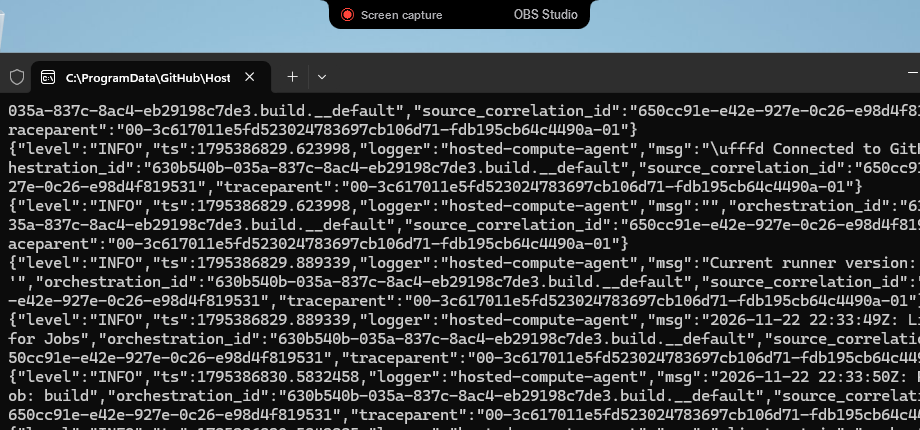 Screen capture OBS Studio
C:\ProgramData\GitHub\Host
035a-837c-8ac4-eb29198c7de3.build.__default","source_correlation_id":"650cc91e-e42e-927e-0c26-e98d4f8
raceparent":"00-3c617011e5fd523024783697cb106d71-fdb195cb64c4490a-01"}
{"level":"INFO","ts":1795386829.623998,"logger":"hosted-compute-agent","msg":"\ufffd Connected to GitH
hestration_id":"630b540b-035a-837c-8ac4-eb29198c7de3.build.__default","source_correlation_id":"650cc91
27e-0c26-e98d4f819531","traceparent":"00-3c617011e5fd523024783697cb106d71-fdb195cb64c4490a-01"}
{"level":"INFO","ts":1795386829.623998,"logger":"hosted-compute-agent","msg":"","orchestration_id":"63
35a-837c-8ac4-eb29198c7de3.build.__default","source_correlation_id":"650cc91e-e42e-927e-0c26-e98d4f819
aceparent":"00-3c617011e5fd523024783697cb106d71-fdb195cb64c4490a-01"}
{"level":"INFO","ts":1795386829.889339,"logger":"hosted-compute-agent","msg":"Current runner version:
'","orchestration_id":"630b540b-035a-837c-8ac4-eb29198c7de3.build.__default","source_correlation_id":"
-e42e-927e-0c26-e98d4f819531","traceparent":"00-3c617011e5fd523024783697cb106d71-fdb195cb64c4490a-01"
{"level":"INFO","ts":1795386829.889339,"logger":"hosted-compute-agent","msg":"2026-11-22 22:33:49Z: Li
for Jobs","orchestration_id":"630b540b-035a-837c-8ac4-eb29198c7de3.build.__default","source_correlatio
50cc91e-e42e-927e-0c26-e98d4f819531","traceparent":"00-3c617011e5fd523024783697cb106d71-fdb195cb64c449
{"level":"INFO","ts":1795386830.5832458,"logger":"hosted-compute-agent","msg":"2026-11-22 22:33:50Z:
ob: build","orchestration_id":"630b540b-035a-837c-8ac4-eb29198c7de3.build.__default","source_correlati
650cc91e-e42e-927e-0c26-e98d4f819531","traceparent":"00-3c617011e5fd523024783697cb106d71-fdb195cb64c44